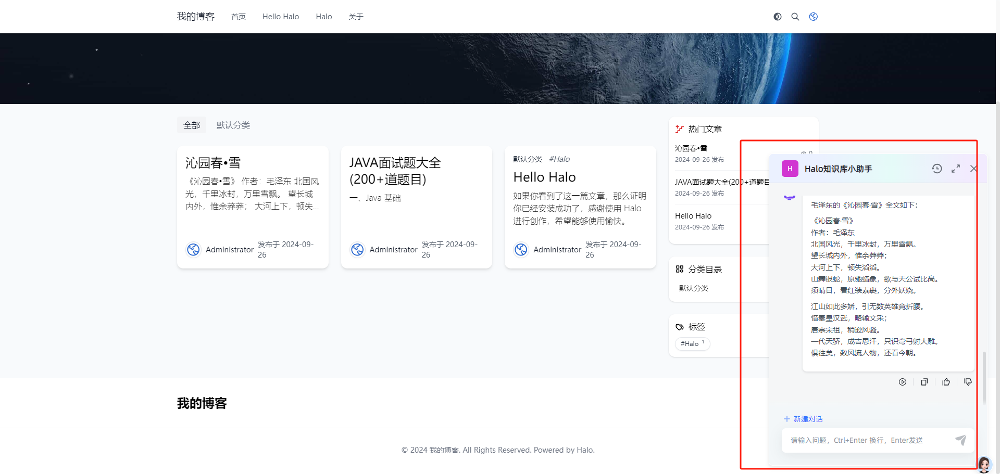 我的博客
首页
Hello Halo
Halo
关于
全部
默认分类
沁园春•雪
《沁园春•雪》 作者：毛泽东 北国风
光，千里冰封，万里雪飘。 望长城
内外，惟余莽莽； 大河上下，顿失...
Administrator
发布于 2024-09-
26
JAVA面试题大全
(200+道题目)
一、Java 基础
Administrator
发布于 2024-09-
26
默认分类 #Halo
Hello Halo
如果你看到了这一篇文章，那么证明
你已经安装成功了，感谢使用 Halo
进行创作，希望能够使用愉快。
Administrator
发布于 2024-09-
26
热门文章
沁园春•雪
2024-09-26 发布
0
JAVA面试题大全(200+道题目
2024-09-26 发布
Hello Halo
2024-09-26 发布
分类目录
默认分类
标签
#Halo 1
H
Halo知识库小助手
毛泽东的《沁园春·雪》全文如下：
《沁园春·雪》
作者：毛泽东
北国风光，千里冰封，万里雪飘。
望长城内外，惟余莽莽；
大河上下，顿失滔滔。
山舞银蛇，原驰蜡象，欲与天公试比高。
须晴日，看红装素裹，分外妖娆。
江山如此多娇，引无数英雄竞折腰。
惜秦皇汉武，略输文采；
唐宗宋祖，稍逊风骚。
一代天骄，成吉思汗，只识弯弓射大雕。
俱往矣，数风流人物，还看今朝。
新建对话
请输入问题，Ctrl+Enter 换行，Enter发送
我的博客
© 2024 我的博客. All Rights Reserved. Powered by Halo.